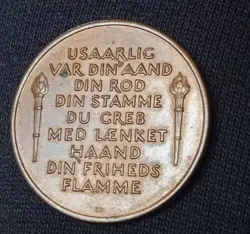 USAARLIG
VAR DIN AAND
DIN ROD
DIN STAMME
DU GREB
MED LÆNKET
HAAND
DIN FRIHEDS
FLAMME